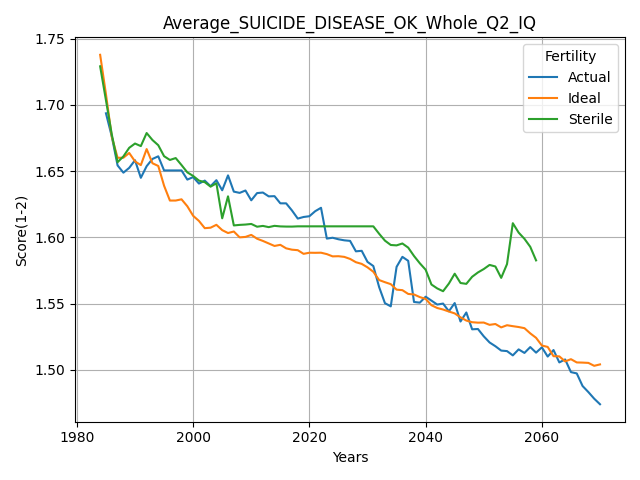 Average_SUICIDE_DISEASE_OK_Whole_Q2_IQ
Score(1-2)
1.75
1.70
1.65
1.60
1.55
1.50
Fertility
Actual
Ideal
Sterile
1980
2000
2020
2040
2060
Years